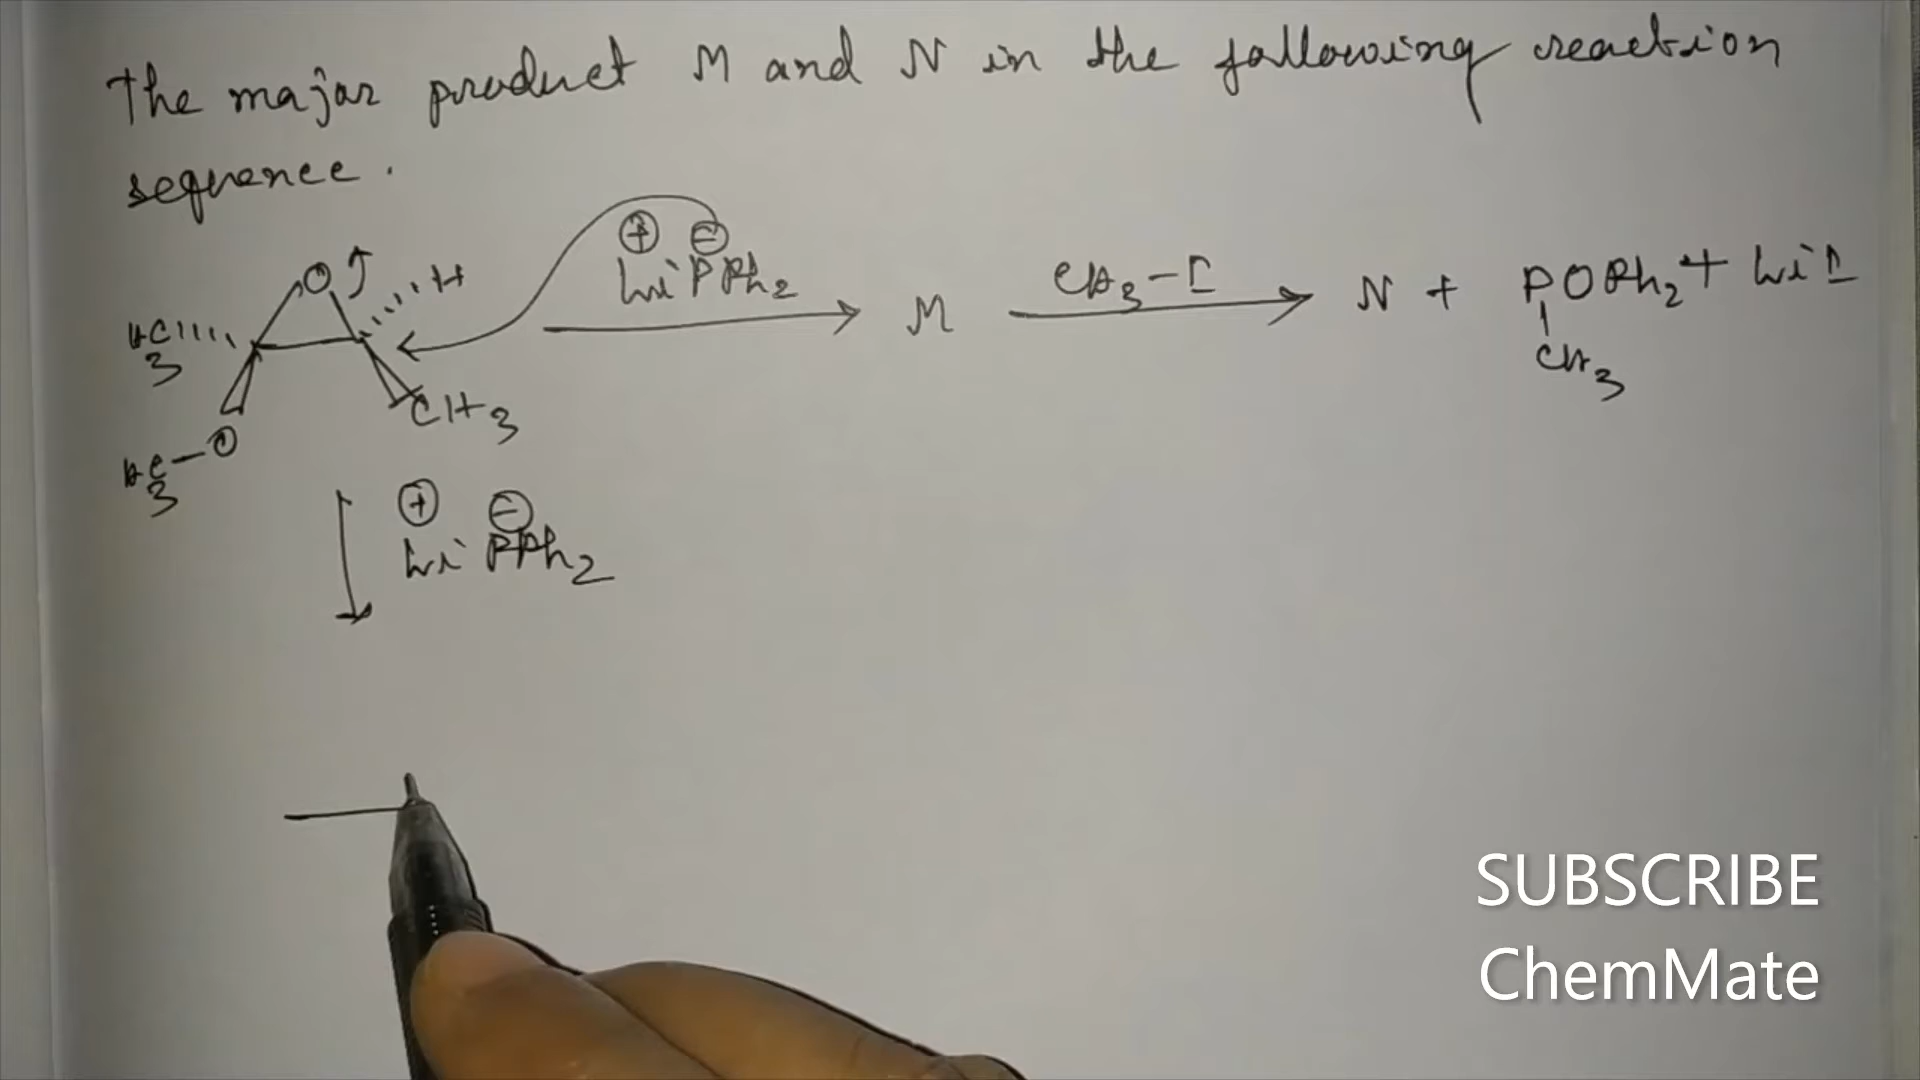 The major product M and N in the following reaction
sequence.
O H
⊕ ⊖
Li PPh2
CH3-I
M N + POPh2 + LiI
CH3
H3C
CH3
H3C-O
⊕ ⊖
Li PPh2
SUBSCRIBE
ChemMate